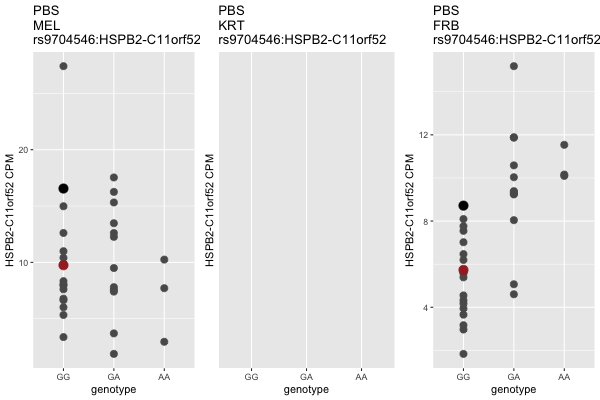 PBS
MEL
rs9704546:HSPB2-C11orf52
HSPB2-C11orf52 CPM
20
10
GG GA AA
genotype
PBS
KRT
rs9704546:HSPB2-C11orf52
HSPB2-C11orf52 CPM
GG GA AA
genotype
PBS
FRB
rs9704546:HSPB2-C11orf52
HSPB2-C11orf52 CPM
12
8
4
GG GA AA
genotype